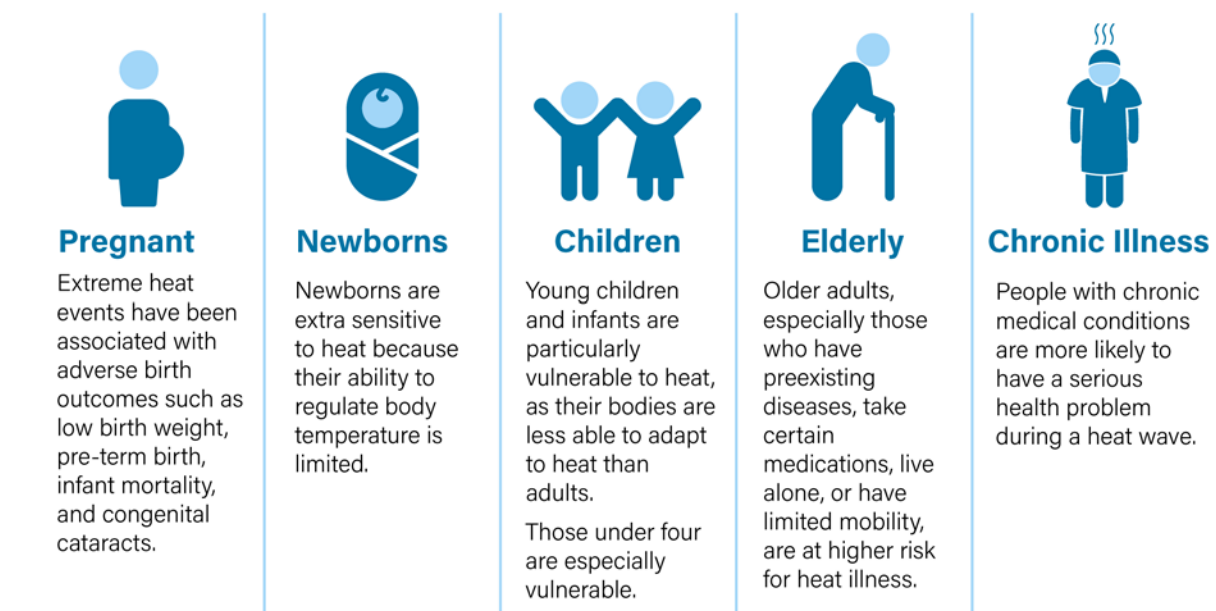 Pregnant
Extreme heat
events have been
associated with
adverse birth
outcomes such as
low birth weight,
pre-term birth,
infant mortality,
and congenital
cataracts.
Newborns
Newborns are
extra sensitive
to heat because
their ability to
regulate body
temperature is
limited.
Children
Young children
and infants are
particularly
vulnerable to heat,
as their bodies are
less able to adapt
to heat than
adults.
Those under four
are especially
vulnerable.
Elderly
Older adults,
especially those
who have
preexisting
diseases, take
certain
medications, live
alone, or have
limited mobility,
are at higher risk
for heat illness.
Chronic Illness
People with chronic
medical conditions
are more likely to
have a serious
health problem
during a heat wave.